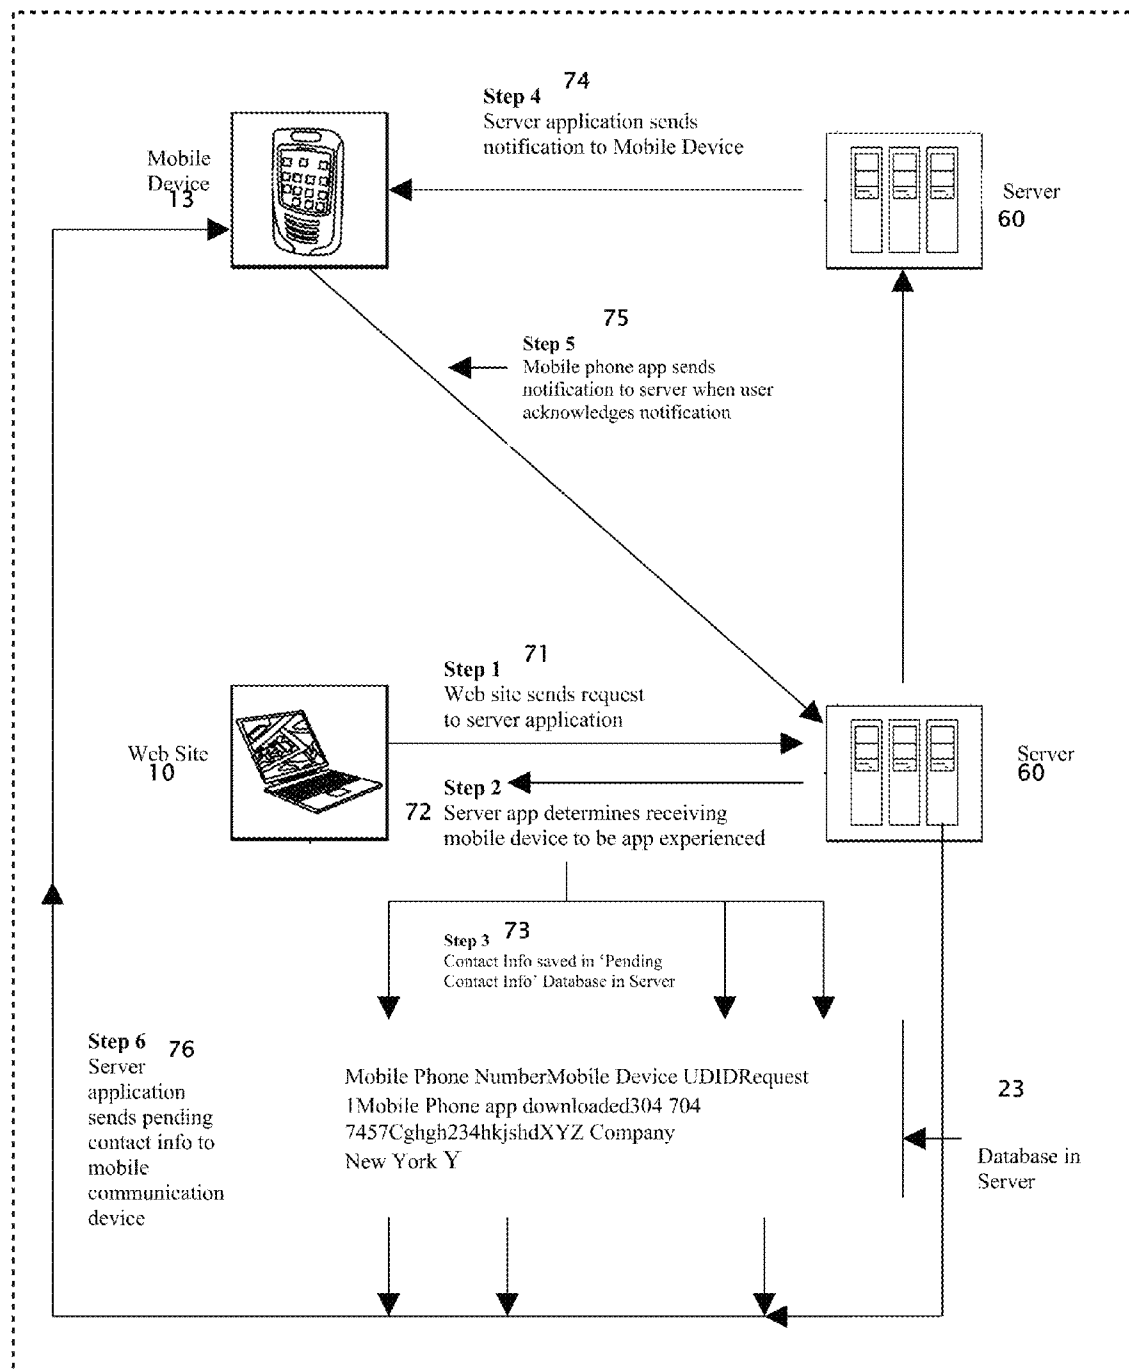 74
Step 4
Server application sends
notification to Mobile Device
Mobile
Device
13
Server
60
75
Step 5
Mobile phone app sends
notification to server when user
acknowledges notification
71
Step 1
Web site sends request
to server application
Web Site
10
Server
60
72
Step 2
Server app determines receiving
mobile device to be app experienced
73
Step 3
Contact Info saved in ‘Pending
Contact Info’ Database in Server
Step 6
76
Server
application
sends pending
contact info to
mobile
communication
device
Mobile Phone NumberMobile Device UDIDRequest
1Mobile Phone app downloaded304 704
7457Cghgh234hkjshdXYZ Company
New York Y
23
Database in
Server